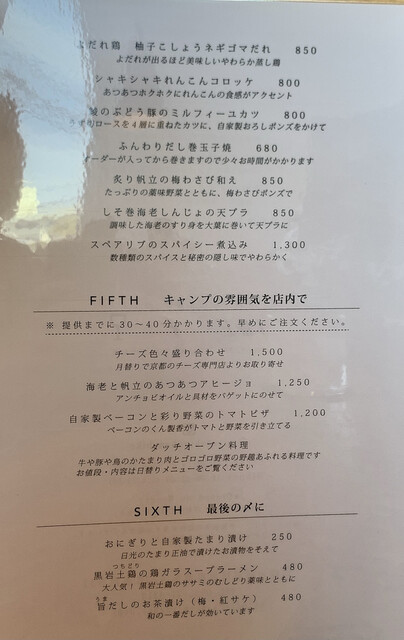 よだれ鶏 柚子こしょうネギゴマだれ 850
よだれが出るほど美味しいやわらか蒸し鶏
シャキシャキれんこんコロッケ 800
あつあつホクホクにれんこんの食感がアクセント
のぶどう豚のミルフィーユカツ 800
ロースを4層に重ねたカツに、自家製おろしポンズをかけて
ふんわりだし巻玉子焼 680
オーダーが入ってから巻きますので少々お時間がかかります
炙り帆立の梅わさび和え 850
たっぷりの薬味野菜とともに、梅わさびポンズで
しそ巻海老しんじょの天プラ 850
調味した海老のすり身を大葉に巻いて天プラに
スペアリブのスパイシー煮込み 1,300
数種類のスパイスと秘密の隠し味でやわらかく
FIFTH キャンプの雰囲気を店内で
※ 提供までに30～40分かかります。早めにご注文ください。
チーズ色々盛り合わせ 1,500
月替りで京都のチーズ専門店よりお取り寄せ
海老と帆立のあつあつアヒージョ 1,250
アンチョビオイルと具材をバゲットにのせて
自家製ベーコンと彩り野菜のトマトピザ 1,200
ベーコンのくん製香がトマトと野菜を引き立てる
ダッチオーブン料理
牛や豚や鳥のかたまり肉とゴロゴロ野菜の野趣あふれる料理です
お値段・内容は日替りメニューをご覧ください
SIXTH 最後の〆に
おにぎりと自家製たまり漬け 250
日光のたまり正油で漬けたお漬物をそえて
つちどり
黒岩土鶏の鶏ガラスープラーメン 480
大人気！ 黒岩土鶏のササミのむしどり薬味とともに
うま
旨だしのお茶漬け（梅・紅サケ） 480
和の一番だしが効いています